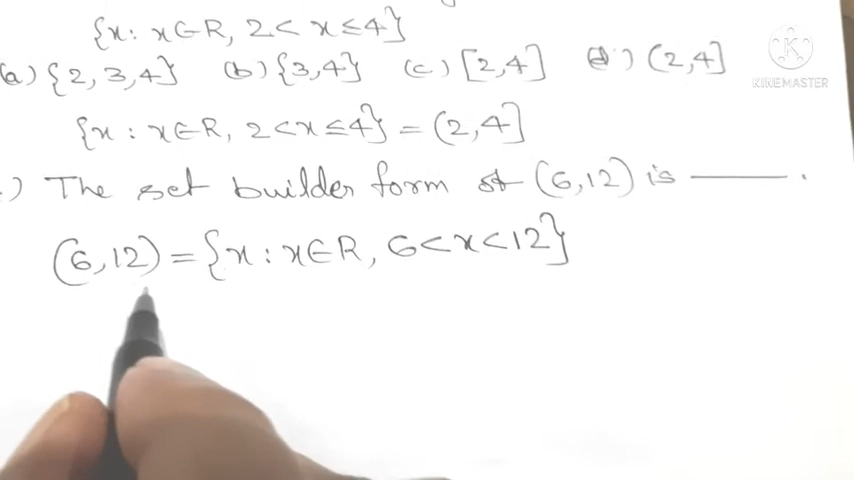 {x: x∈R, 2 < x ≤ 4}
(a) {2, 3, 4} (b) {3, 4} (c) [2, 4] (d) (2, 4]
KINEMASTER
{x : x∈R, 2 < x ≤ 4} = (2, 4]
) The set builder form of (6, 12) is ——— .
(6, 12) = {x : x∈R, 6 < x < 12}